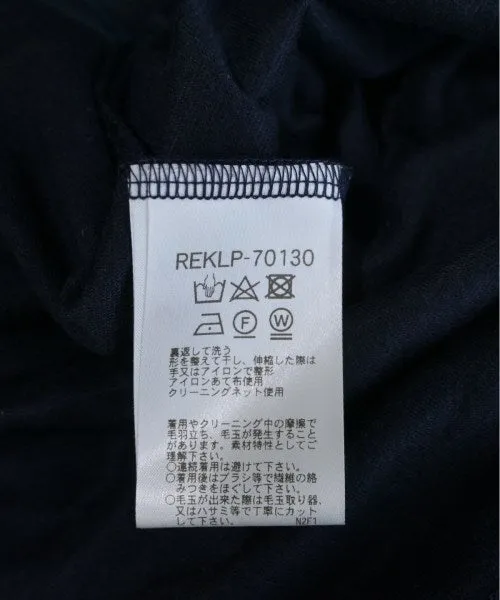 REKLP-70130
F W
裏返して洗う
形を整えて干し、伸縮した際は
手又はアイロンで整形
アイロンあて布使用
クリーニングネット使用
着用やクリーニング中の摩擦で
毛羽立ち、毛玉が発生すること
があります。素材特性としてご
理解下さい。
○連続着用は避けて下さい。
○着用後はブラシ等で繊維の絡
みつきをほぐして下さい。
○毛玉が出来た際は毛玉取り器、
又はハサミ等で丁寧にカット
して下さい。 N2F1